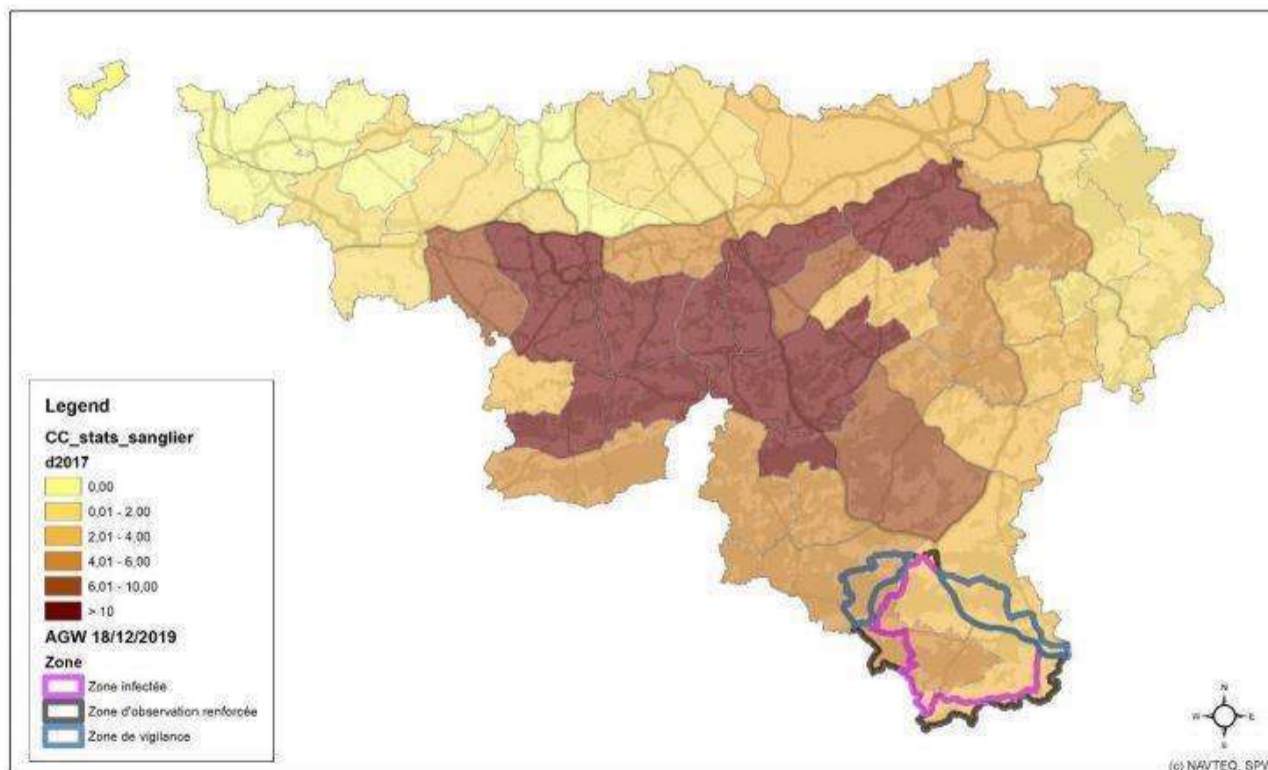 Legend
CC_stats_sanglier
d2017
0,00
0,01 - 2,00
2,01 - 4,00
4,01 - 6,00
6,01 - 10,00
> 10
AGW 18/12/2019
Zone
Zone infectée
Zone d'observation renforcée
Zone de vigilance
N
W E
S
(c) NAVTEQ, SPW